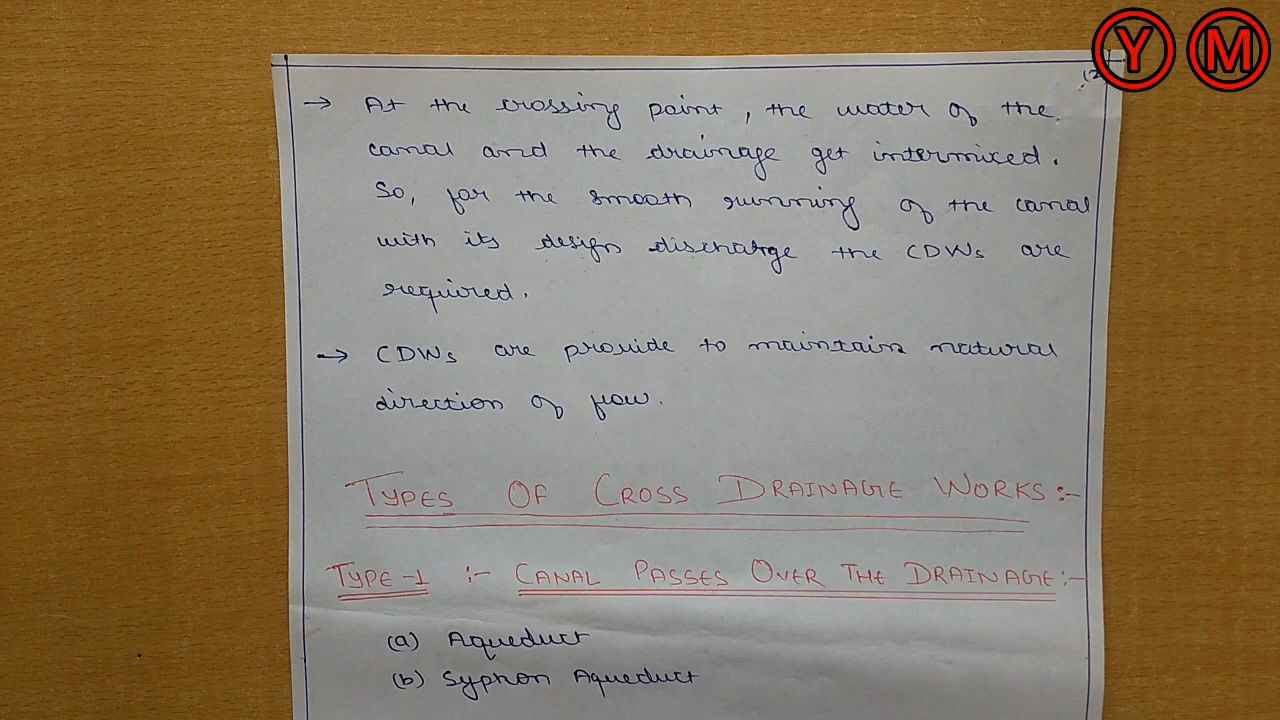 Y M
(2)
→ At the crossing point, the water of the
canal and the drainage get intermixed.
So, for the smooth running of the canal
with its design discharge the CDWs are
required.
→ CDWs are provide to maintain natural
direction of flow.
TYPES OF CROSS DRAINAGE WORKS:-
TYPE-1 :- CANAL PASSES OVER THE DRAINAGE:-
(a) Aqueduct
(b) Syphon Aqueduct